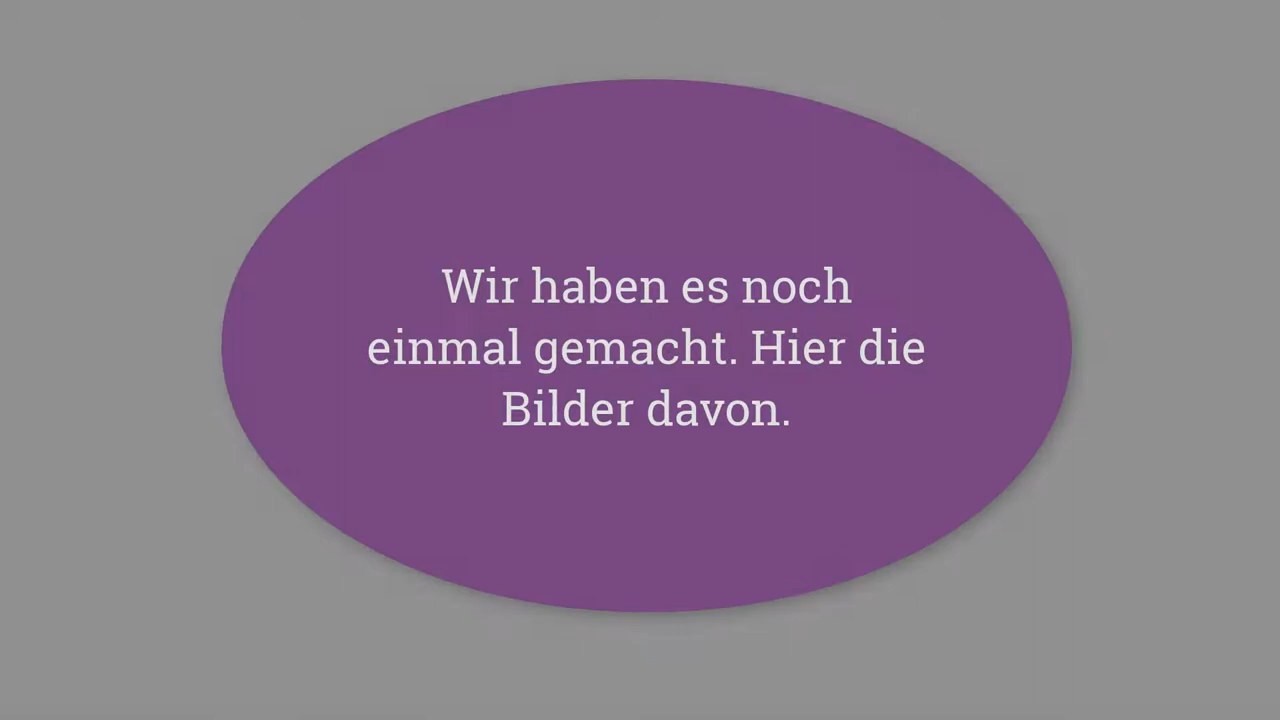 Wir haben es noch
einmal gemacht. Hier die
Bilder davon.